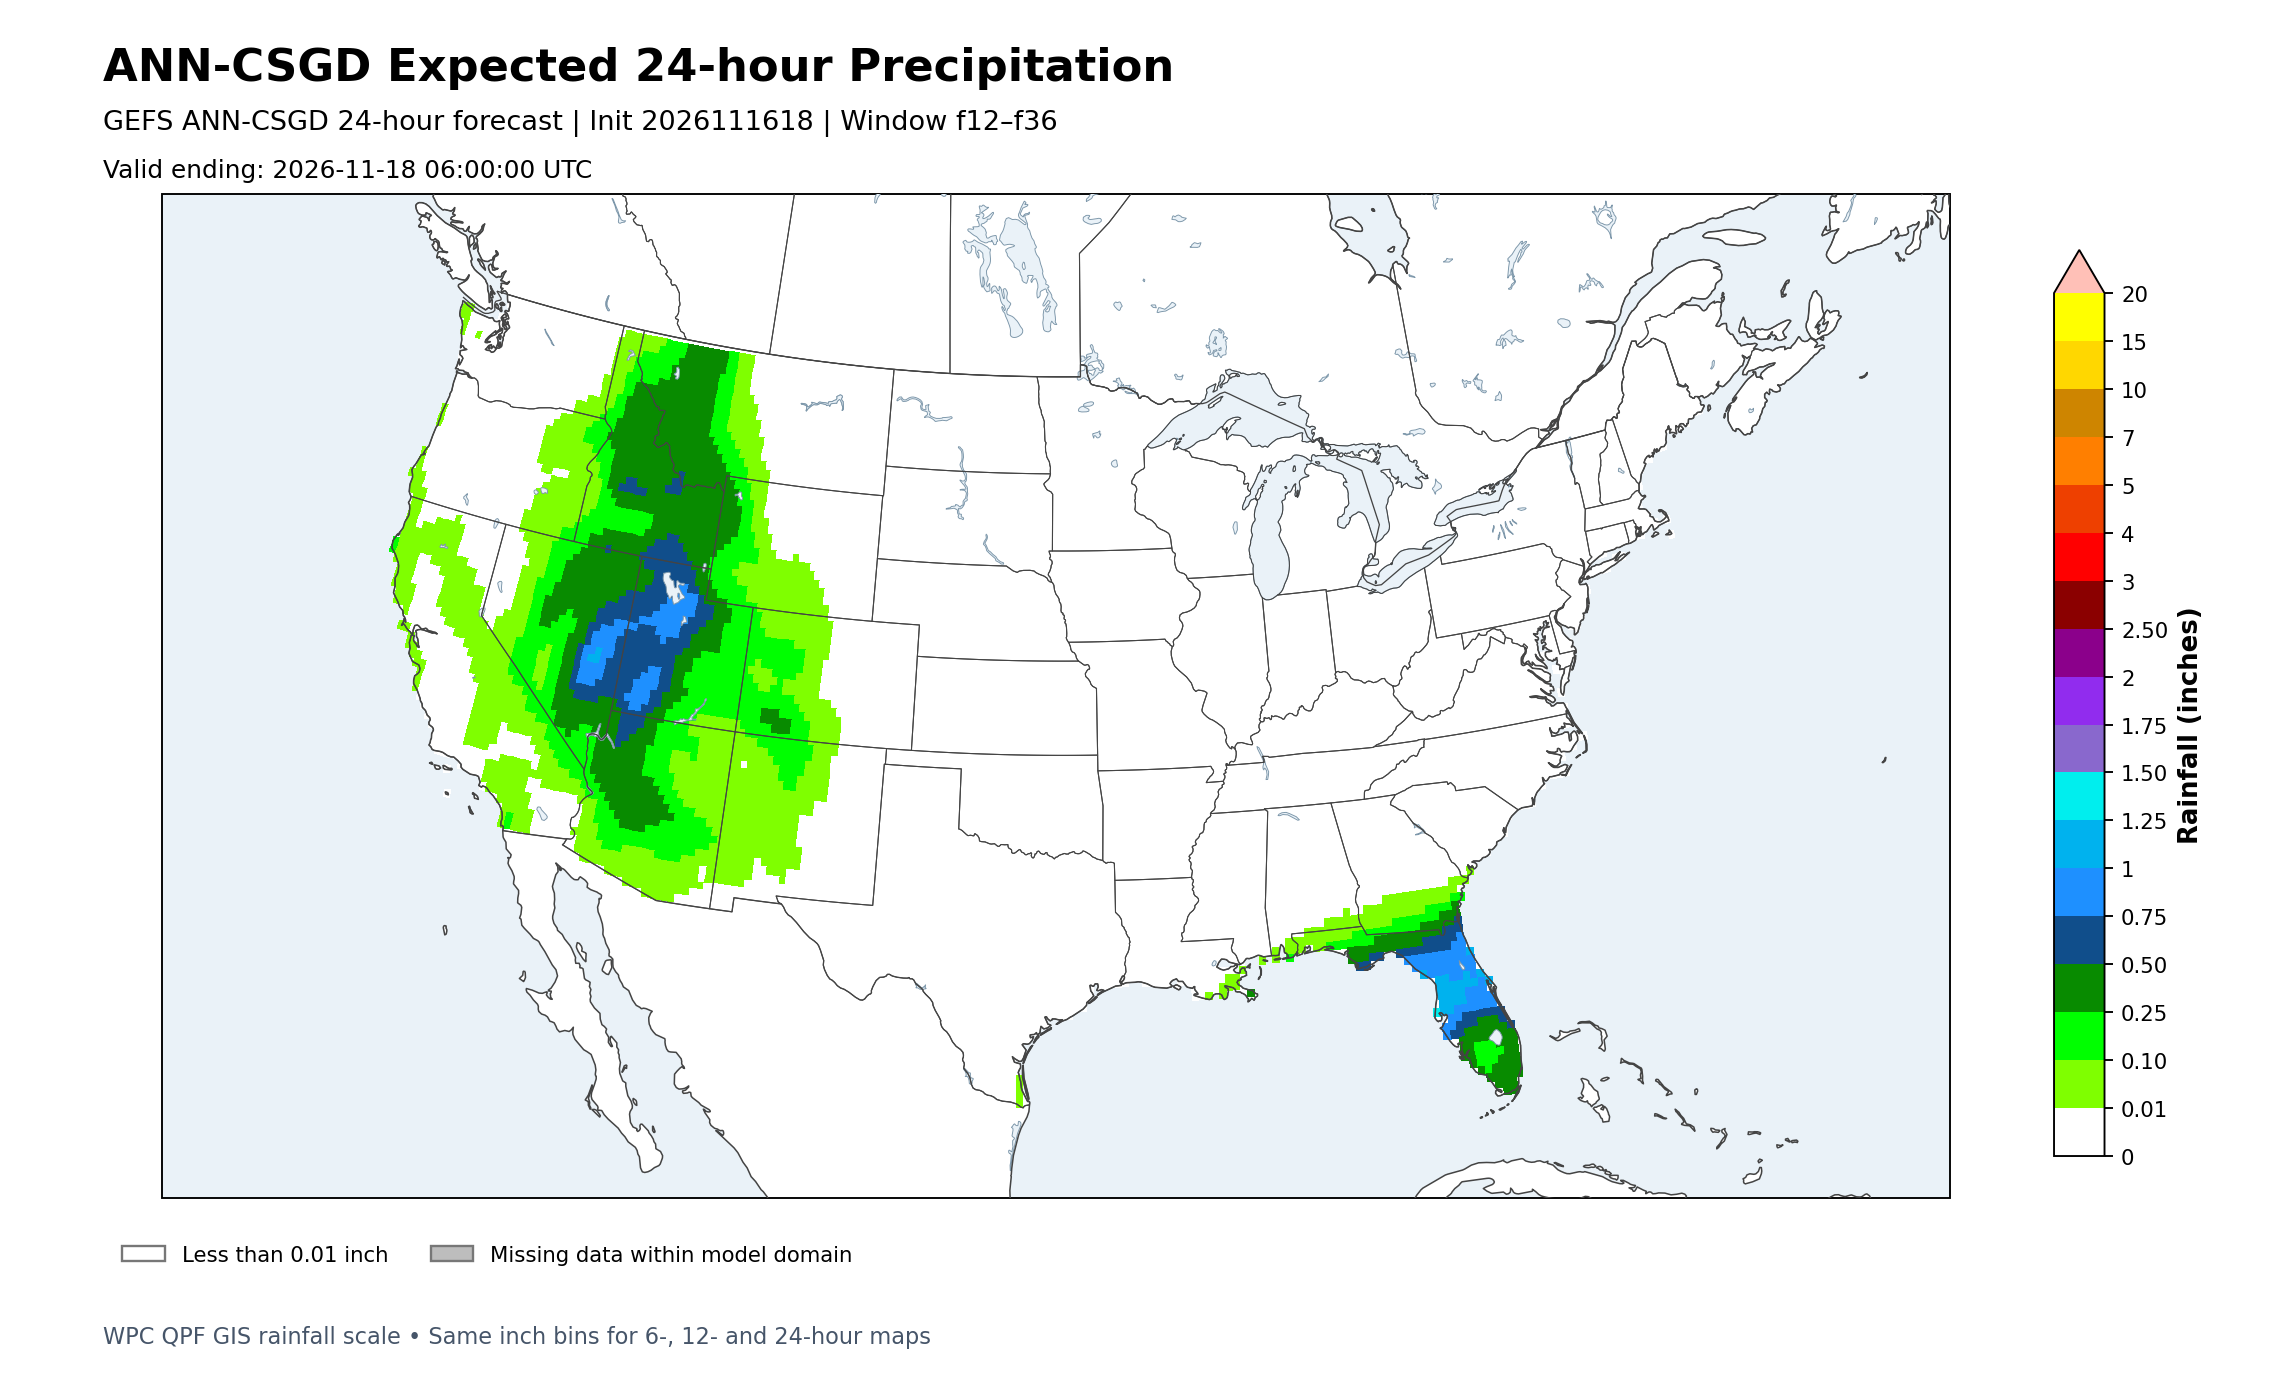 ANN-CSGD Expected 24-hour Precipitation
GEFS ANN-CSGD 24-hour forecast | Init 2026111618 | Window f12–f36
Valid ending: 2026-11-18 06:00:00 UTC
20
15
10
7
5
4
3
2.50
2
1.75
1.50
1.25
1
0.75
0.50
0.25
0.10
0.01
0
Rainfall (inches)
Less than 0.01 inch
Missing data within model domain
WPC QPF GIS rainfall scale • Same inch bins for 6-, 12- and 24-hour maps